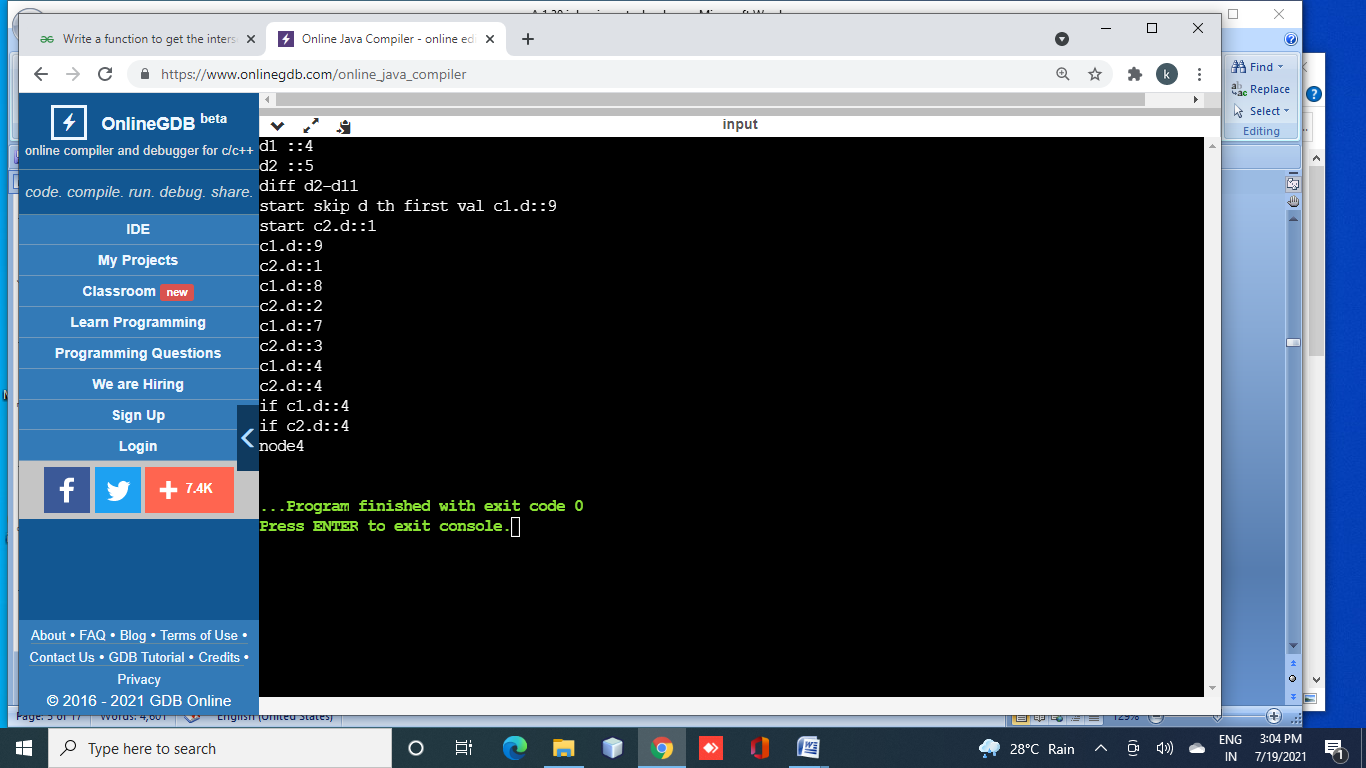 Write a function to get the inters
Online Java Compiler - online ed
https://www.onlinegdb.com/online_java_compiler
k
Find
Replace
Select
Editing
OnlineGDB beta
online compiler and debugger for c/c++
code. compile. run. debug. share.
IDE
My Projects
Classroom new
Learn Programming
Programming Questions
We are Hiring
Sign Up
Login
7.4K
About • FAQ • Blog • Terms of Use •
Contact Us • GDB Tutorial • Credits •
Privacy
© 2016 - 2021 GDB Online
input
d1 ::4
d2 ::5
diff d2-d11
start skip d th first val c1.d::9
start c2.d::1
c1.d::9
c2.d::1
c1.d::8
c2.d::2
c1.d::7
c2.d::3
c1.d::4
c2.d::4
if c1.d::4
if c2.d::4
node4
...Program finished with exit code 0
Press ENTER to exit console.
Page: 5 of 17
Words: 4,601
English (United States)
129%
Type here to search
28°C Rain
ENG
IN
3:04 PM
7/19/2021
1